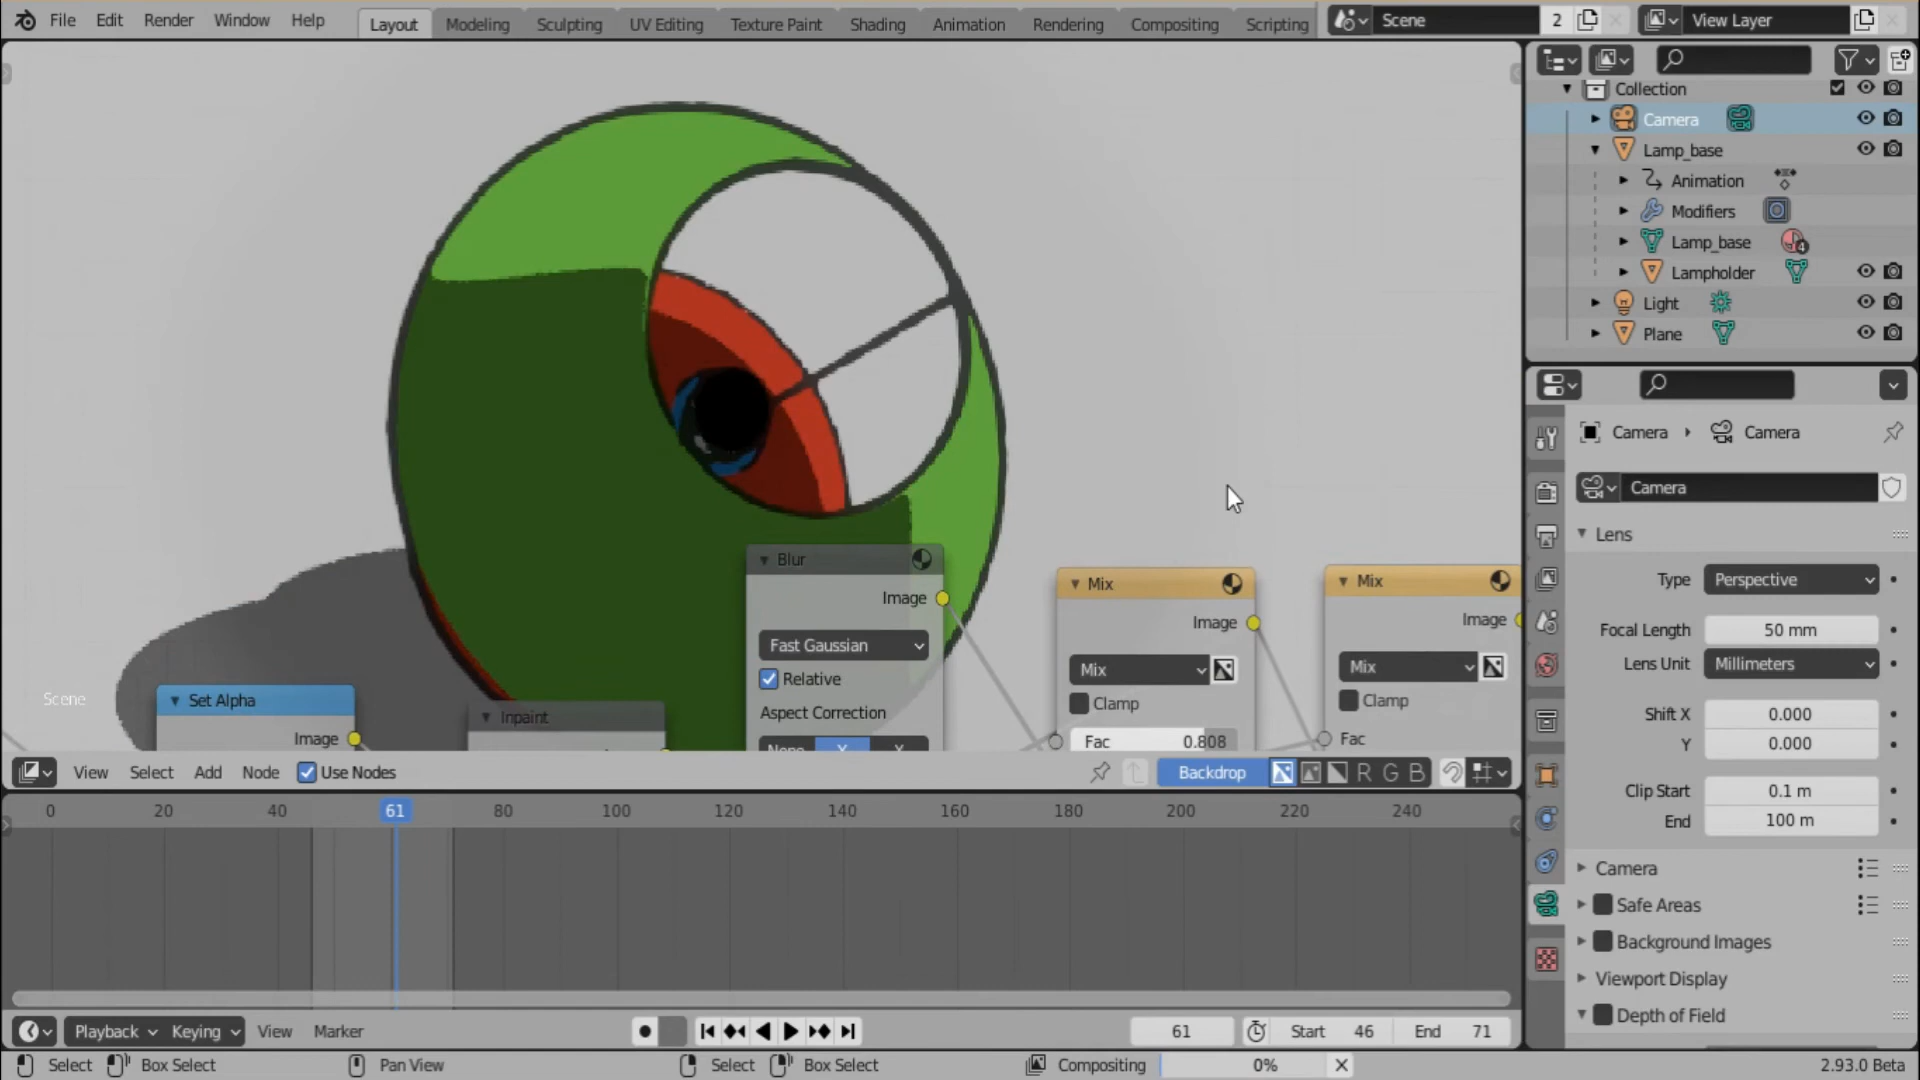 File Edit Render Window Help Layout Modeling Sculpting UV Editing Texture Paint Shading Animation Rendering Compositing Scripting Scene 2 View Layer
Collection
Camera
Lamp_base
Animation
Modifiers
Lamp_base
Lampholder
Light
Plane
Camera Camera
Camera
Lens
Type Perspective
Focal Length 50 mm
Lens Unit Millimeters
Shift X 0.000
Y 0.000
Clip Start 0.1 m
End 100 m
Camera
Safe Areas
Background Images
Viewport Display
Depth of Field
Scene
Set Alpha
Image
Inpaint
Blur
Image
Fast Gaussian
Relative
Aspect Correction
None Y
Mix
Image
Mix
Clamp
Fac 0.808
Mix
Image
Mix
Clamp
Fac
View Select Add Node Use Nodes Backdrop R G B
0 20 40 61 80 100 120 140 160 180 200 220 240
Playback Keying View Marker 61 Start 46 End 71
Select Box Select Pan View Select Box Select Compositing 0% 2.93.0 Beta